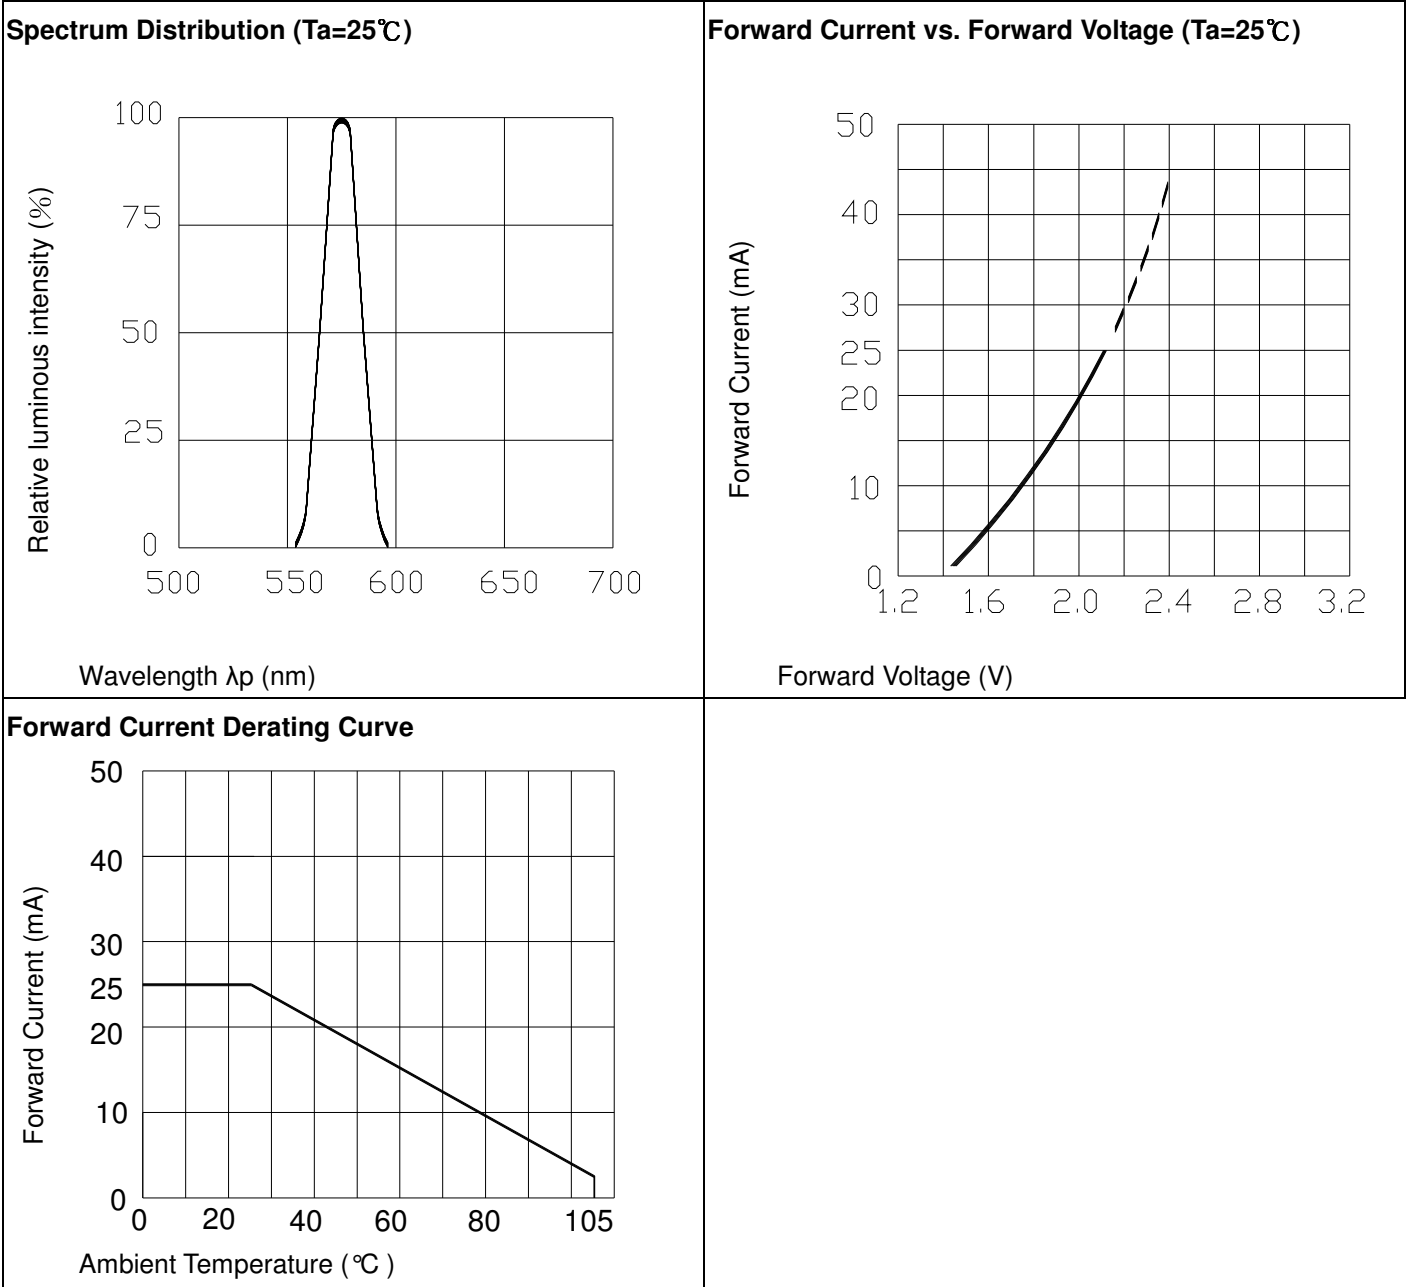 Spectrum Distribution (Ta=25℃)
100
75
50
25
0
500 550 600 650 700
Relative luminous intensity (%)
Wavelength λp (nm)
Forward Current vs. Forward Voltage (Ta=25℃)
50
40
30
25
20
10
0
1.2 1.6 2.0 2.4 2.8 3.2
Forward Current (mA)
Forward Voltage (V)
Forward Current Derating Curve
50
40
30
25
20
10
0
0 20 40 60 80 105
Forward Current (mA)
Ambient Temperature (℃ )